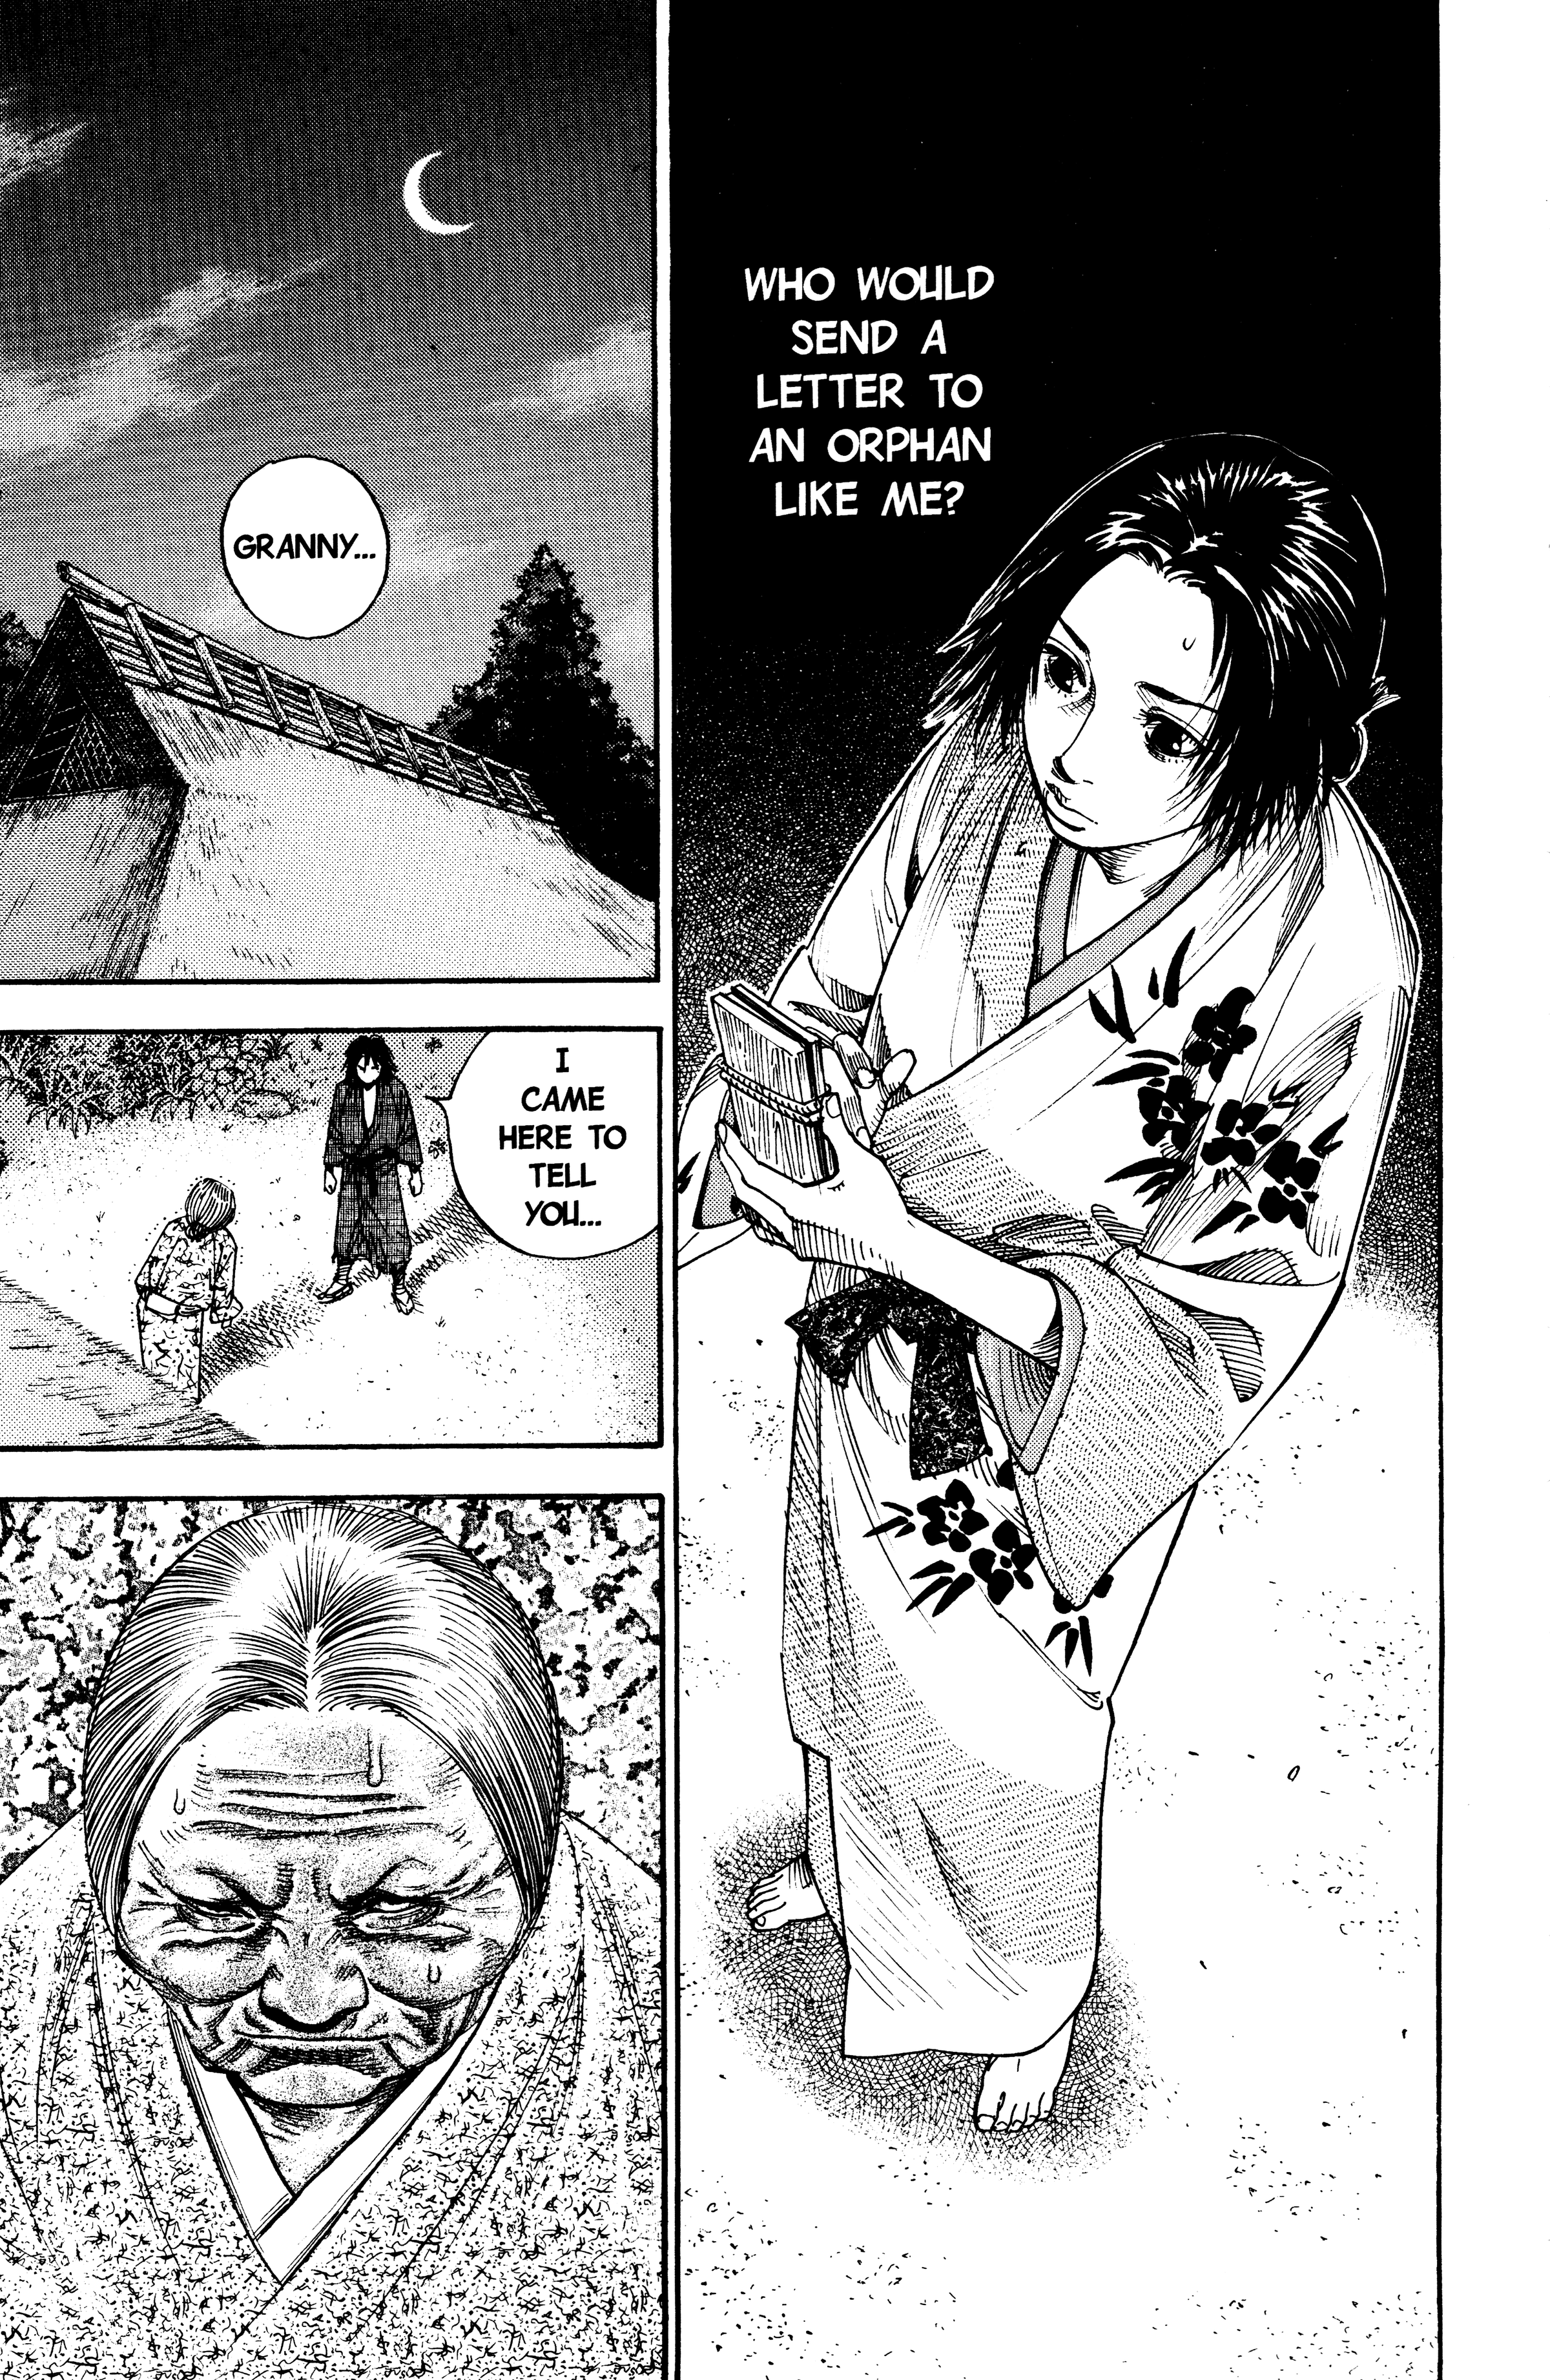 WHO WOULD
SEND A
LETTER TO
AN ORPHAN
LIKE ME?
GRANNY...
I
CAME
HERE TO
TELL
YOU...